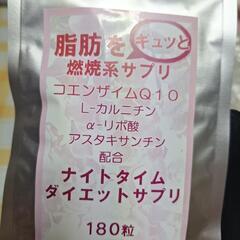 脂肪をギュッと
燃焼系サプリ
コエンザイムQ10
L-カルニチン
α-リポ酸
アスタキサンチン
配合
ナイトタイム
ダイエットサプリ
180粒